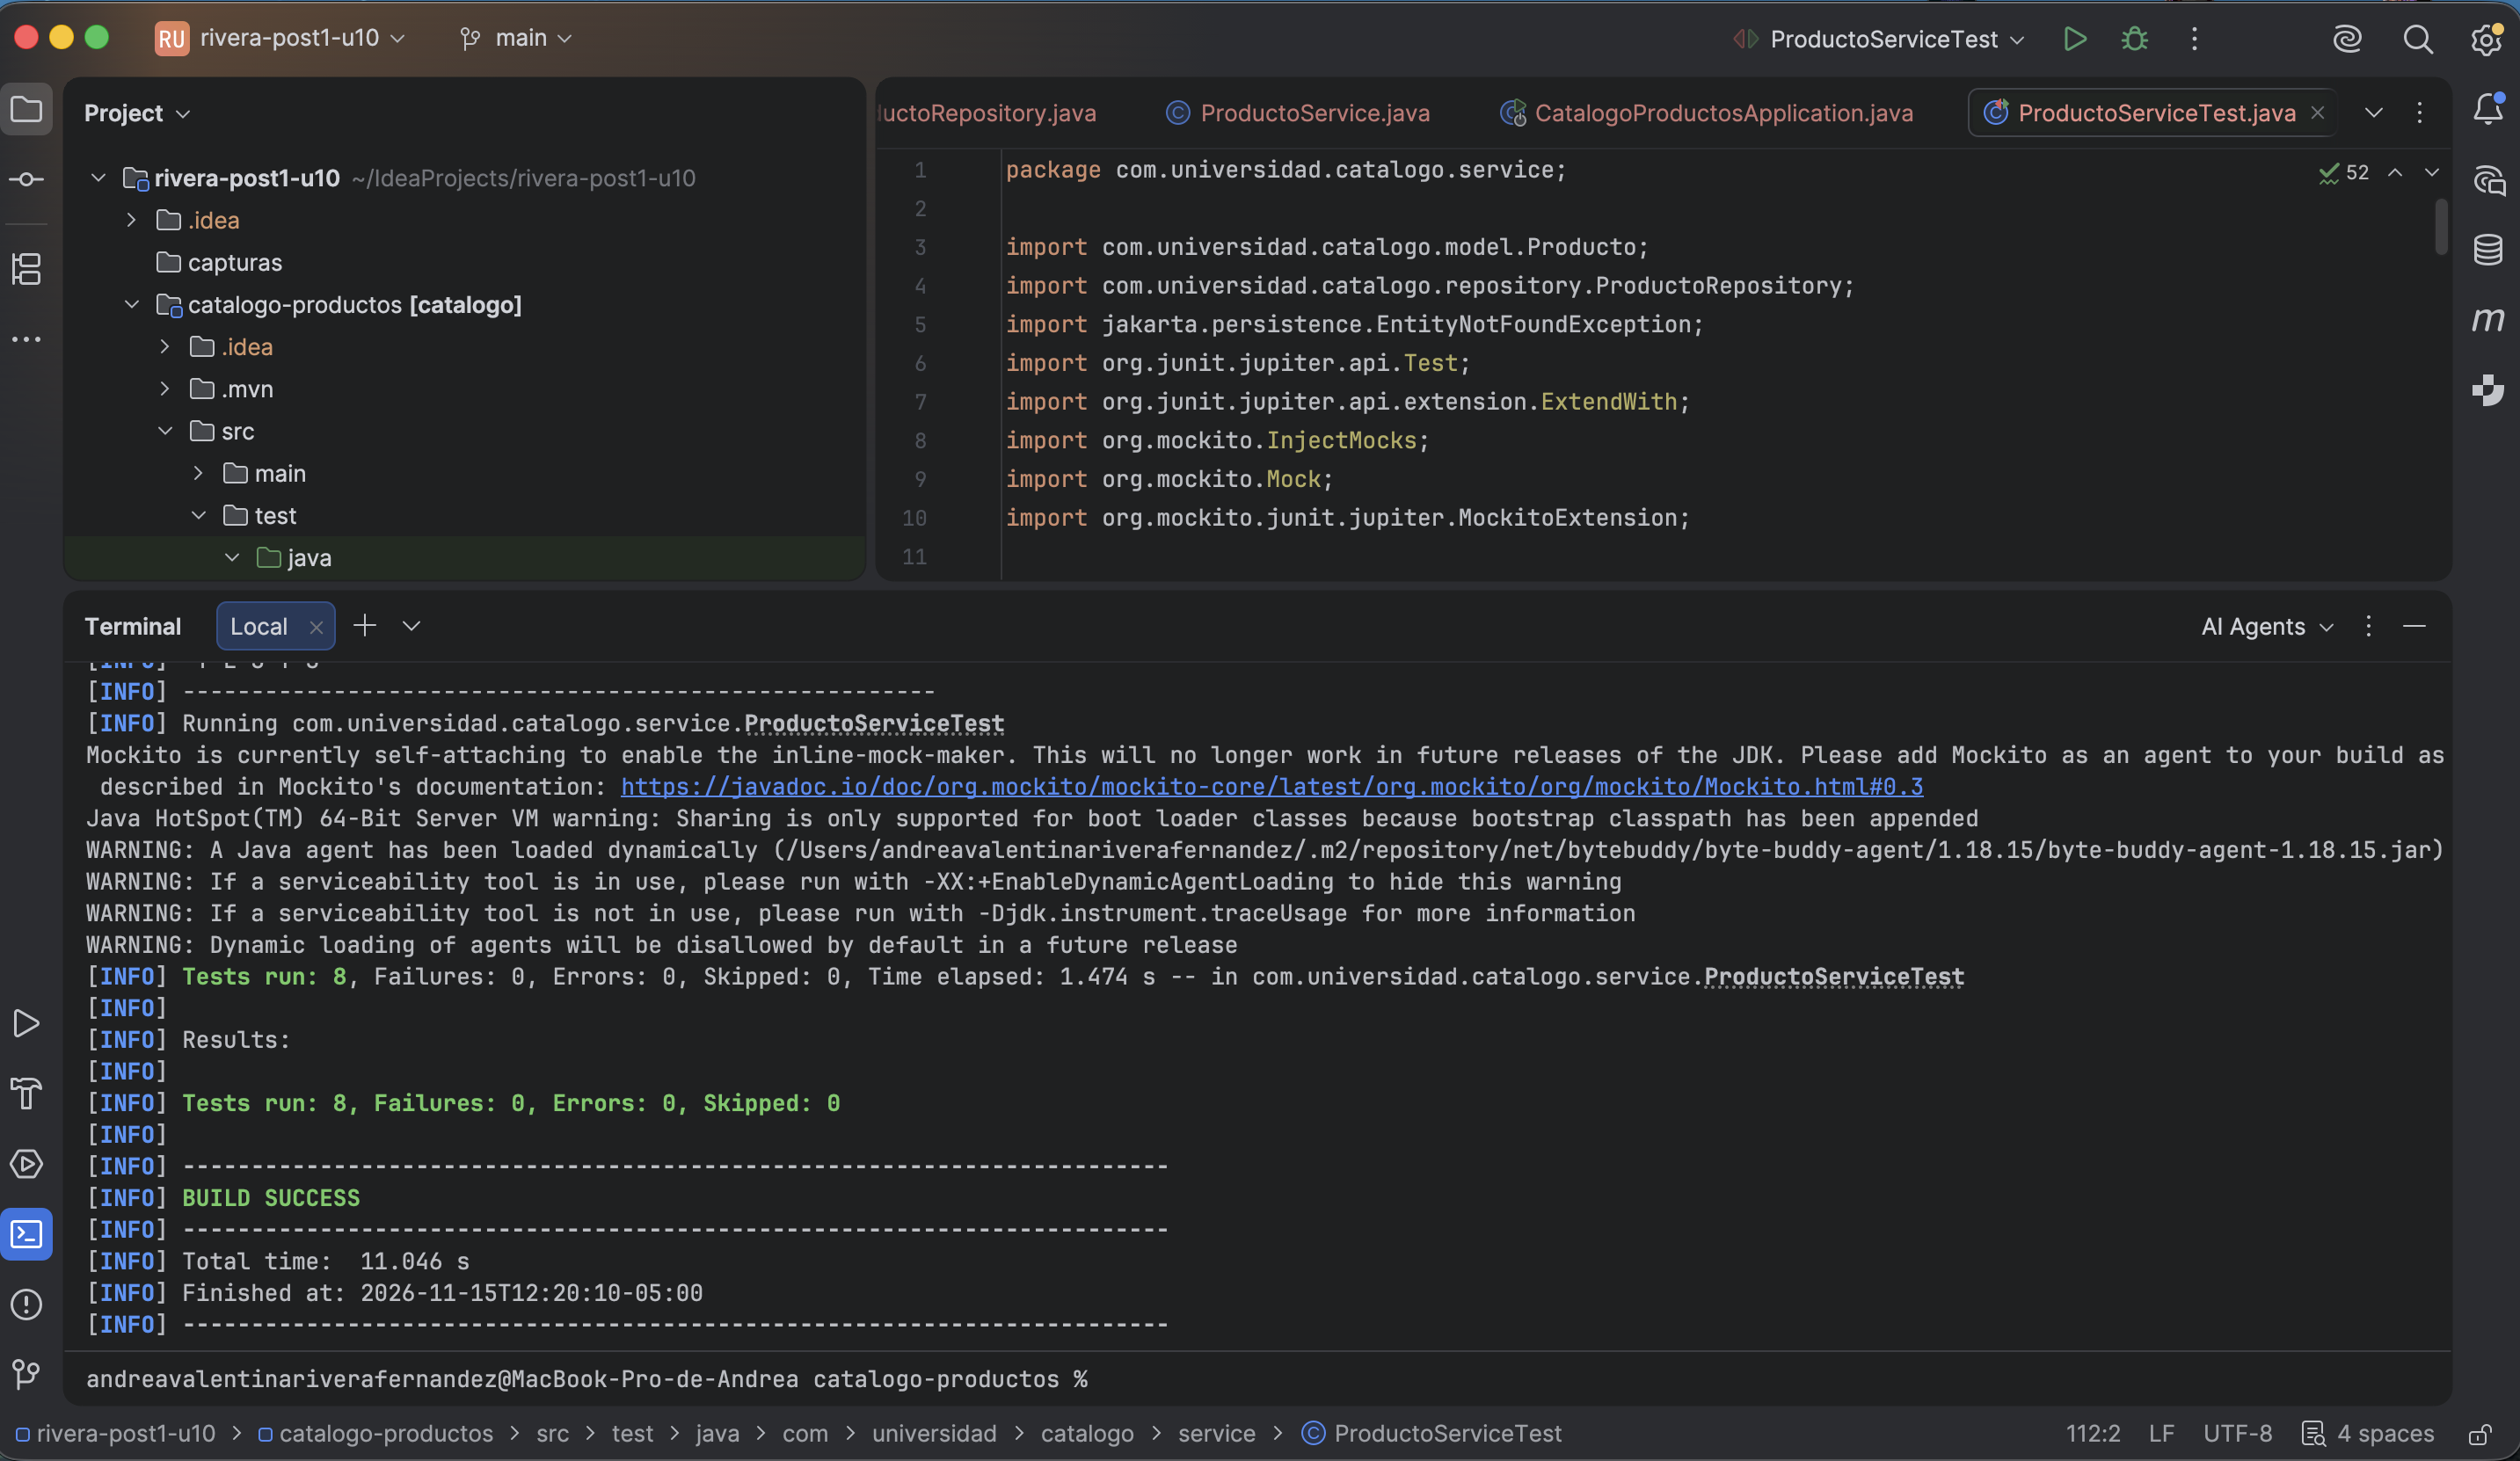 RU rivera-post1-u10 main ProductoServiceTest
Project
rivera-post1-u10 ~/IdeaProjects/rivera-post1-u10
.idea
capturas
catalogo-productos [catalogo]
.idea
.mvn
src
main
test
java
uctoRepository.java ProductoService.java CatalogoProductosApplication.java ProductoServiceTest.java
52
1 package com.universidad.catalogo.service;
2
3 import com.universidad.catalogo.model.Producto;
4 import com.universidad.catalogo.repository.ProductoRepository;
5 import jakarta.persistence.EntityNotFoundException;
6 import org.junit.jupiter.api.Test;
7 import org.junit.jupiter.api.extension.ExtendWith;
8 import org.mockito.InjectMocks;
9 import org.mockito.Mock;
10 import org.mockito.junit.jupiter.MockitoExtension;
11
Terminal Local AI Agents
[INFO] T E S T S
[INFO] -------------------------------------------------------
[INFO] Running com.universidad.catalogo.service.ProductoServiceTest
Mockito is currently self-attaching to enable the inline-mock-maker. This will no longer work in future releases of the JDK. Please add Mockito as an agent to your build as
described in Mockito's documentation: https://javadoc.io/doc/org.mockito/mockito-core/latest/org.mockito/org/mockito/Mockito.html#0.3
Java HotSpot(TM) 64-Bit Server VM warning: Sharing is only supported for boot loader classes because bootstrap classpath has been appended
WARNING: A Java agent has been loaded dynamically (/Users/andreavalentinariverafernandez/.m2/repository/net/bytebuddy/byte-buddy-agent/1.18.15/byte-buddy-agent-1.18.15.jar)
WARNING: If a serviceability tool is in use, please run with -XX:+EnableDynamicAgentLoading to hide this warning
WARNING: If a serviceability tool is not in use, please run with -Djdk.instrument.traceUsage for more information
WARNING: Dynamic loading of agents will be disallowed by default in a future release
[INFO] Tests run: 8, Failures: 0, Errors: 0, Skipped: 0, Time elapsed: 1.474 s -- in com.universidad.catalogo.service.ProductoServiceTest
[INFO]
[INFO] Results:
[INFO]
[INFO] Tests run: 8, Failures: 0, Errors: 0, Skipped: 0
[INFO]
[INFO] ------------------------------------------------------------------------
[INFO] BUILD SUCCESS
[INFO] ------------------------------------------------------------------------
[INFO] Total time:  11.046 s
[INFO] Finished at: 2026-11-15T12:20:10-05:00
[INFO] ------------------------------------------------------------------------
andreavalentinariverafernandez@MacBook-Pro-de-Andrea catalogo-productos %
rivera-post1-u10 > catalogo-productos > src > test > java > com > universidad > catalogo > service > ProductoServiceTest 112:2 LF UTF-8 4 spaces